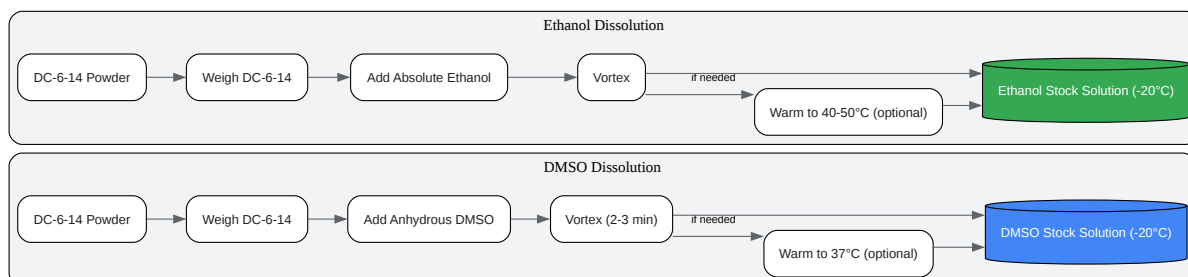 Ethanol Dissolution
DC-6-14 Powder
Weigh DC-6-14
Add Absolute Ethanol
Vortex
if needed
Warm to 40-50°C (optional)
Ethanol Stock Solution (-20°C)
DMSO Dissolution
DC-6-14 Powder
Weigh DC-6-14
Add Anhydrous DMSO
Vortex (2-3 min)
if needed
Warm to 37°C (optional)
DMSO Stock Solution (-20°C)